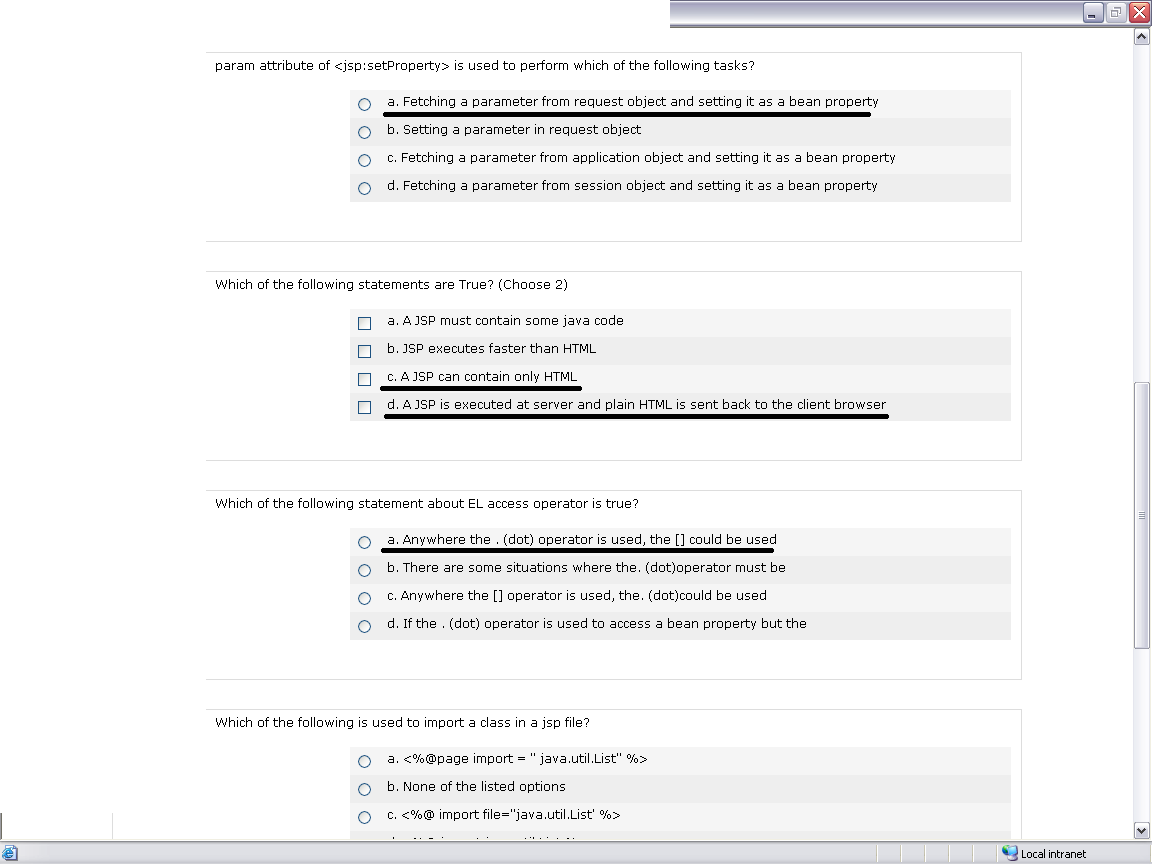 param attribute of <jsp:setProperty> is used to perform which of the following tasks?
a. Fetching a parameter from request object and setting it as a bean property
b. Setting a parameter in request object
c. Fetching a parameter from application object and setting it as a bean property
d. Fetching a parameter from session object and setting it as a bean property
Which of the following statements are True? (Choose 2)
a. A JSP must contain some java code
b. JSP executes faster than HTML
c. A JSP can contain only HTML
d. A JSP is executed at server and plain HTML is sent back to the client browser
Which of the following statement about EL access operator is true?
a. Anywhere the . (dot) operator is used, the [] could be used
b. There are some situations where the. (dot)operator must be
c. Anywhere the [] operator is used, the. (dot)could be used
d. If the . (dot) operator is used to access a bean property but the
Which of the following is used to import a class in a jsp file?
a. <%@page import = " java.util.List" %>
b. None of the listed options
c. <%@ import file="java.util.List' %>
Local intranet